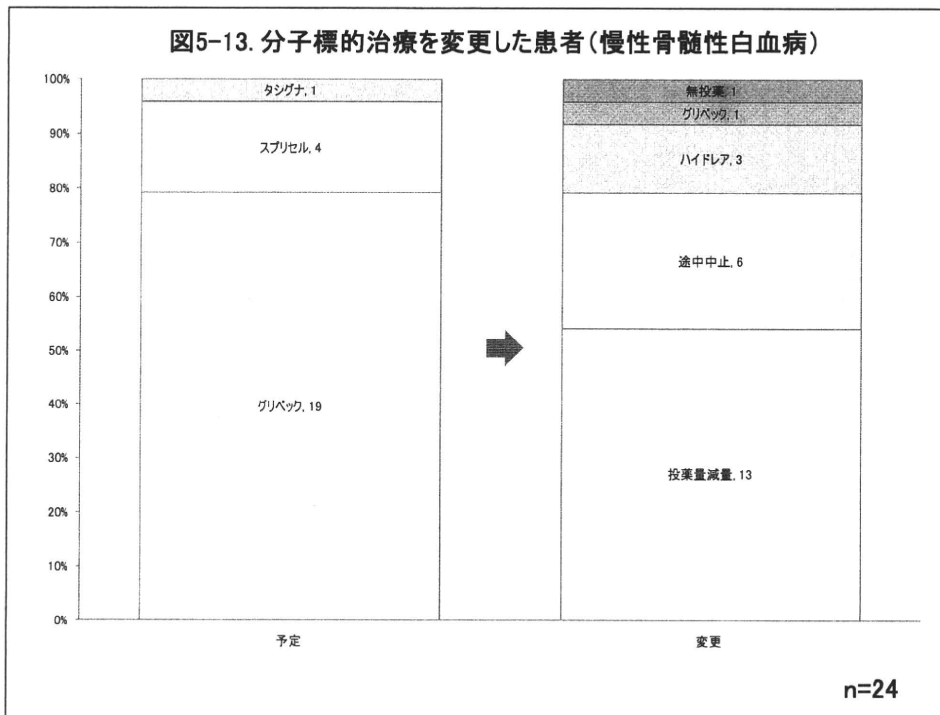 図5-13. 分子標的治療を変更した患者(慢性骨髄性白血病)
100%
90%
80%
70%
60%
50%
40%
30%
20%
10%
0%
タシグナ, 1
スプリセル, 4
グリベック, 19
予定
無投薬, 1
グリベック, 1
ハイドレア, 3
途中中止, 6
投薬量減量, 13
変更
n=24